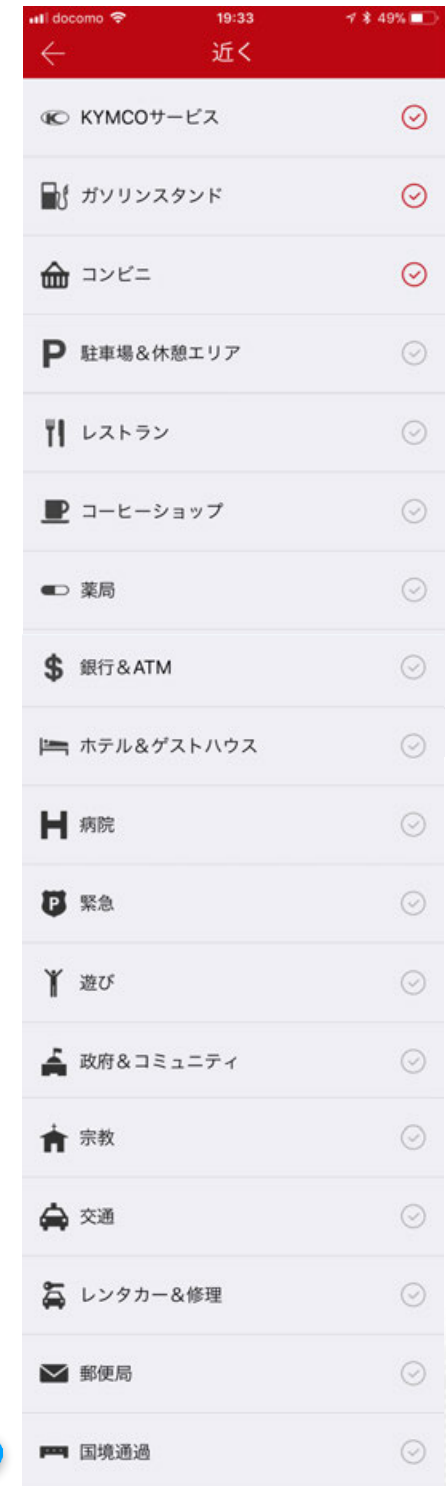 docomo 19:33 49%
近く
KYMCOサービス
ガソリンスタンド
コンビニ
P 駐車場&休憩エリア
レストラン
コーヒーショップ
薬局
$ 銀行&ATM
ホテル&ゲストハウス
H 病院
P 緊急
遊び
政府&コミュニティ
宗教
交通
レンタカー&修理
郵便局
国境通過